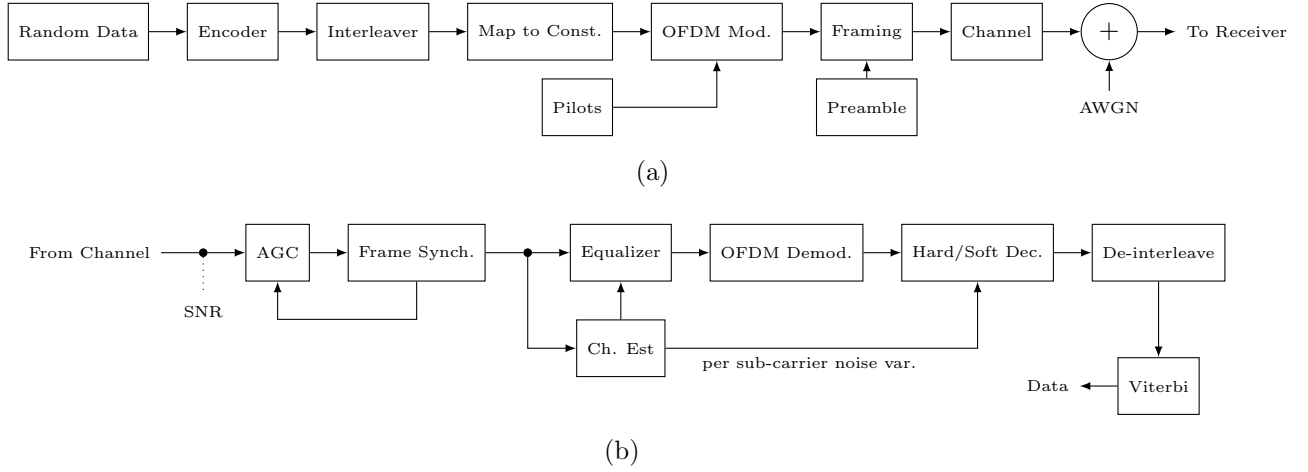 Random Data
Encoder
Interleaver
Map to Const.
OFDM Mod.
Framing
Channel
+
To Receiver
Pilots
Preamble
AWGN
(a)
From Channel
AGC
Frame Synch.
Equalizer
OFDM Demod.
Hard/Soft Dec.
De-interleave
SNR
Ch. Est
per sub-carrier noise var.
Data
Viterbi
(b)